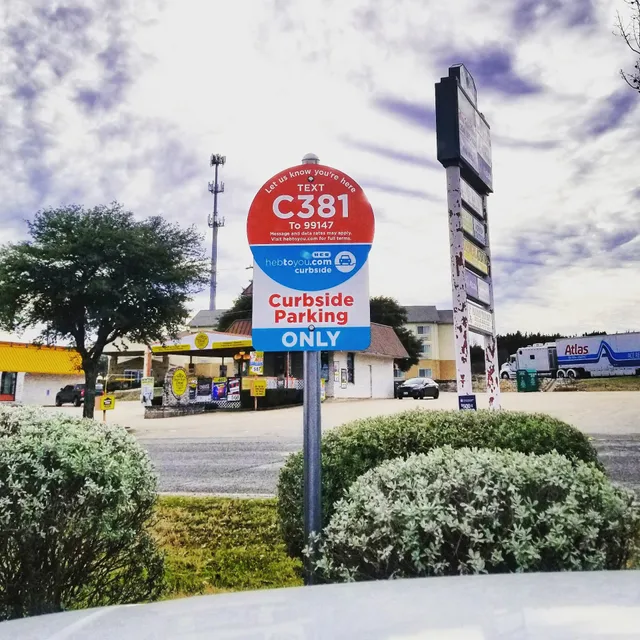 Let us know you're here
TEXT
C381
To 99147
Message and data rates may apply.
Visit hebtoyou.com for full terms.
H-E-B
hebtoyou.com
curbside
Curbside
Parking
ONLY
Atlas